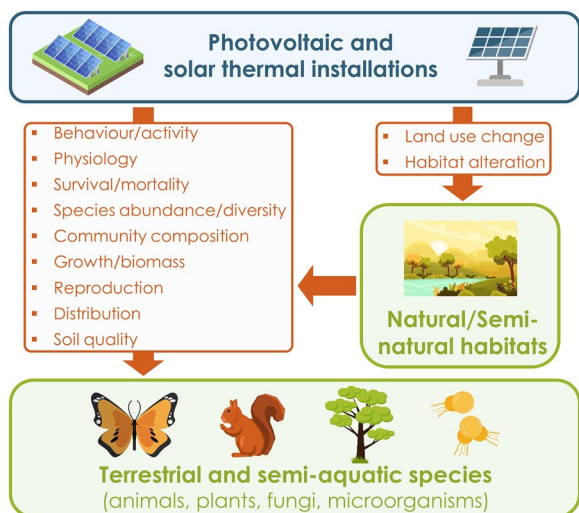 Photovoltaic and
solar thermal installations
▪ Behaviour/activity
▪ Physiology
▪ Survival/mortality
▪ Species abundance/diversity
▪ Community composition
▪ Growth/biomass
▪ Reproduction
▪ Distribution
▪ Soil quality
▪ Land use change
▪ Habitat alteration
Natural/Semi-
natural habitats
Terrestrial and semi-aquatic species
(animals, plants, fungi, microorganisms)